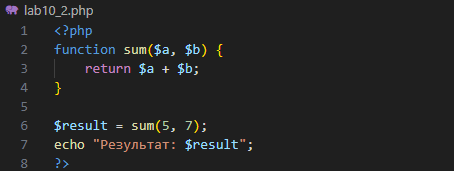 lab10_2.php
1 <?php
2 function sum($a, $b) {
3     return $a + $b;
4 }
5
6 $result = sum(5, 7);
7 echo "Результат: $result";
8 ?>